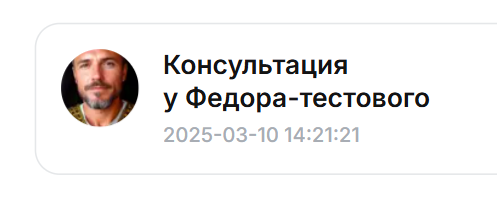 Консультация
у Федора-тестового
2025-03-10 14:21:21